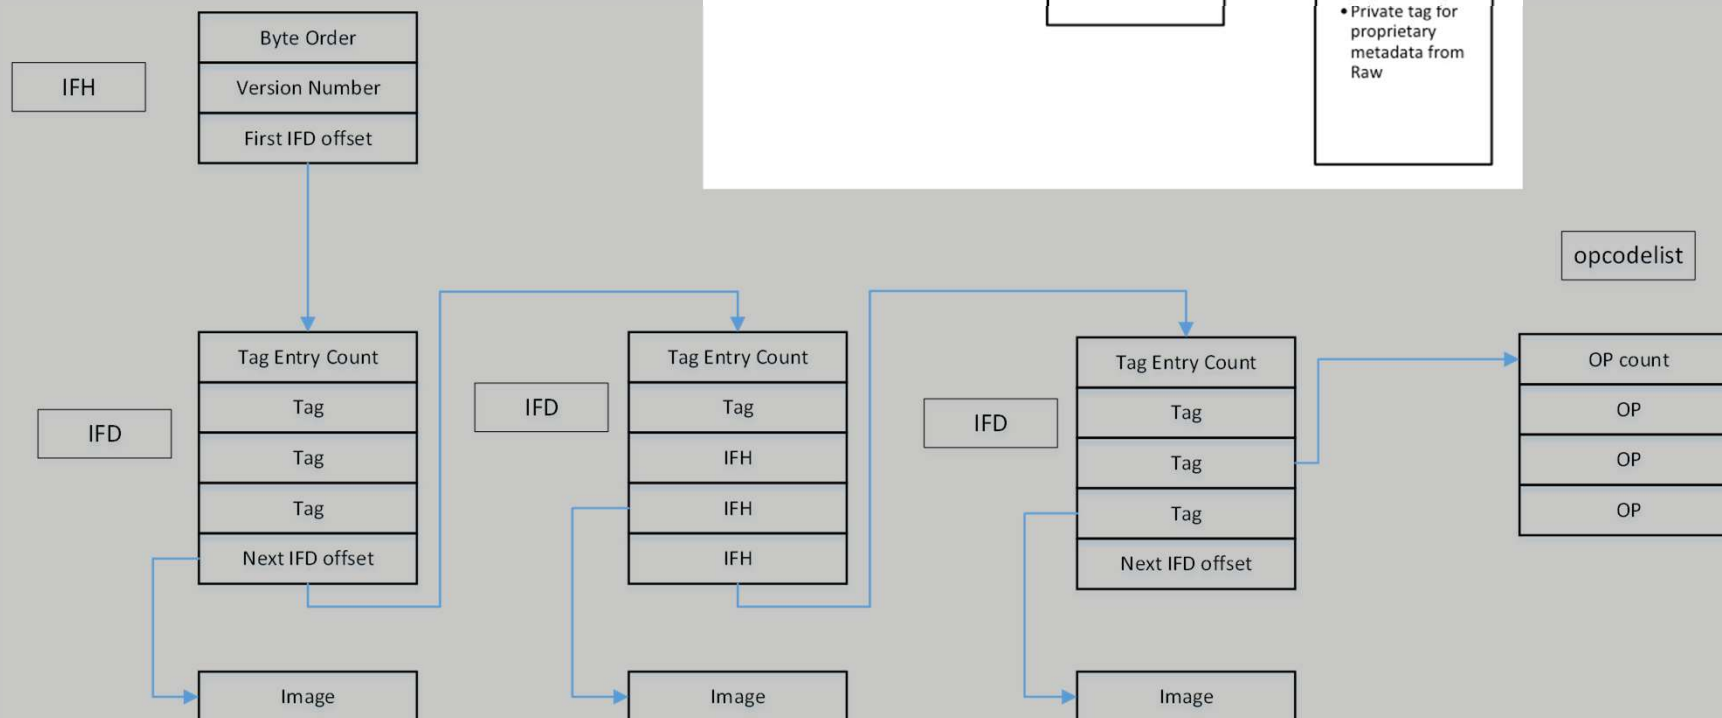 • Private tag for
proprietary
metadata from
Raw
IFH
Byte Order
Version Number
First IFD offset
opcodelist
IFD
Tag Entry Count
Tag
Tag
Tag
Next IFD offset
Image
IFD
Tag Entry Count
Tag
IFH
IFH
IFH
Image
IFD
Tag Entry Count
Tag
Tag
Tag
Next IFD offset
Image
OP count
OP
OP
OP